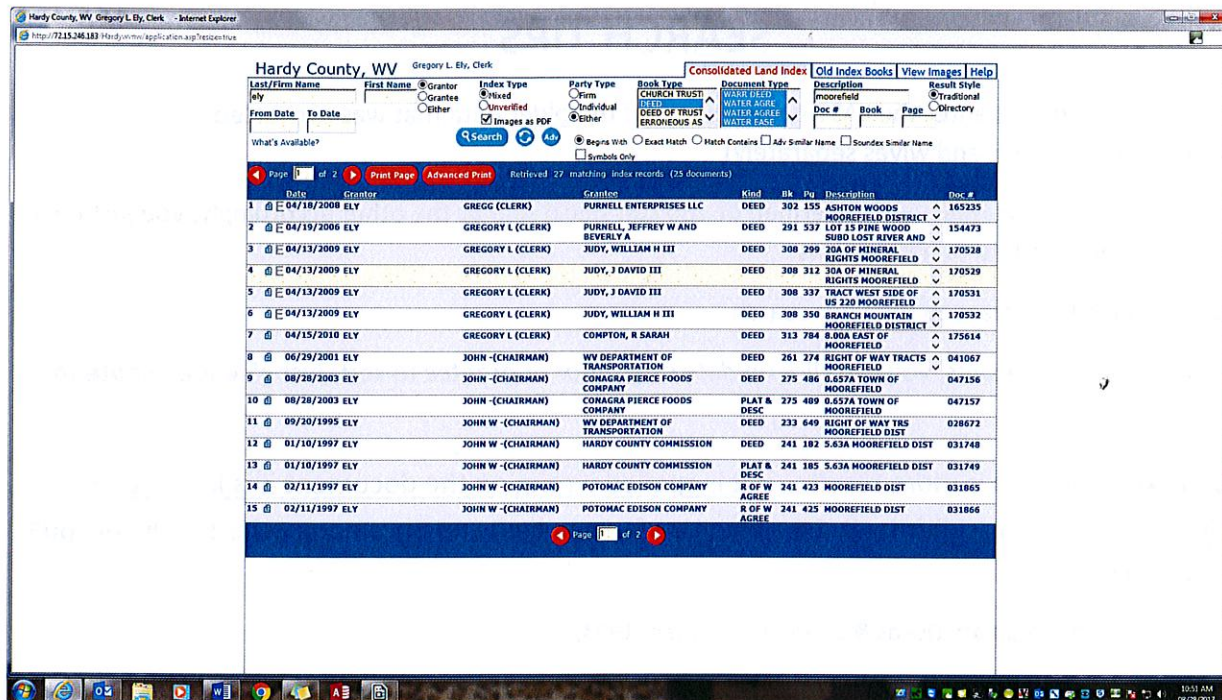 Hardy County, WV Gregory L. Ely, Clerk - Internet Explorer
http://72.15.246.183/Hardywvnw/application.asp?resize=true
Hardy County, WV Gregory L. Ely, Clerk
Consolidated Land Index Old Index Books View Images Help
Last/Firm Name First Name Grantor Index Type Party Type Book Type Document Type Description Result Style
ely Grantee Mixed Firm CHURCH TRUSTI WARR DEED moorefield Traditional
Either Unverified Individual DEED WATER AGREE Doc # Book Page Directory
From Date To Date Images as PDF Either DEED OF TRUST WATER AGREE
ERRONEOUS AS WATER EASE
What's Available? Search Adv Begins With Exact Match Match Contains Adv Similar Name Soundex Similar Name
Symbols Only
Page 1 of 2 Print Page Advanced Print Retrieved 27 matching index records (25 documents)
Date Grantor Grantee Kind Bk Pg Description Doc #
1 E 04/18/2008 ELY GREGG (CLERK) PURNELL ENTERPRISES LLC DEED 302 155 ASHTON WOODS 165235
MOOREFIELD DISTRICT
2 E 04/19/2006 ELY GREGORY L (CLERK) PURNELL, JEFFREY W AND DEED 291 537 LOT 15 PINE WOOD 154473
BEVERLY A SUBD LOST RIVER AND
3 E 04/13/2009 ELY GREGORY L (CLERK) JUDY, WILLIAM H III DEED 308 299 20A OF MINERAL 170528
RIGHTS MOOREFIELD
4 E 04/13/2009 ELY GREGORY L (CLERK) JUDY, J DAVID III DEED 308 312 30A OF MINERAL 170529
RIGHTS MOOREFIELD
5 E 04/13/2009 ELY GREGORY L (CLERK) JUDY, J DAVID III DEED 308 337 TRACT WEST SIDE OF 170531
US 220 MOOREFIELD
6 E 04/13/2009 ELY GREGORY L (CLERK) JUDY, WILLIAM H III DEED 308 350 BRANCH MOUNTAIN 170532
MOOREFIELD DISTRICT
7 04/15/2010 ELY GREGORY L (CLERK) COMPTON, R SARAH DEED 313 784 8.00A EAST OF 175614
MOOREFIELD
8 06/29/2001 ELY JOHN -(CHAIRMAN) WV DEPARTMENT OF DEED 261 274 RIGHT OF WAY TRACTS 041067
TRANSPORTATION MOOREFIELD
9 08/28/2003 ELY JOHN -(CHAIRMAN) CONAGRA PIERCE FOODS DEED 275 486 0.657A TOWN OF 047156
COMPANY MOOREFIELD
10 08/28/2003 ELY JOHN -(CHAIRMAN) CONAGRA PIERCE FOODS PLAT & 275 489 0.657A TOWN OF 047157
COMPANY DESC MOOREFIELD
11 09/20/1995 ELY JOHN W -(CHAIRMAN) WV DEPARTMENT OF DEED 233 649 RIGHT OF WAY TRS 028672
TRANSPORTATION MOOREFIELD DIST
12 01/10/1997 ELY JOHN W -(CHAIRMAN) HARDY COUNTY COMMISSION DEED 241 182 5.63A MOOREFIELD DIST 031748
13 01/10/1997 ELY JOHN W -(CHAIRMAN) HARDY COUNTY COMMISSION PLAT & 241 185 5.63A MOOREFIELD DIST 031749
DESC
14 02/11/1997 ELY JOHN W -(CHAIRMAN) POTOMAC EDISON COMPANY R OF W 241 423 MOOREFIELD DIST 031865
AGREE
15 02/11/1997 ELY JOHN W -(CHAIRMAN) POTOMAC EDISON COMPANY R OF W 241 425 MOOREFIELD DIST 031866
AGREE
Page 1 of 2
10:51 AM